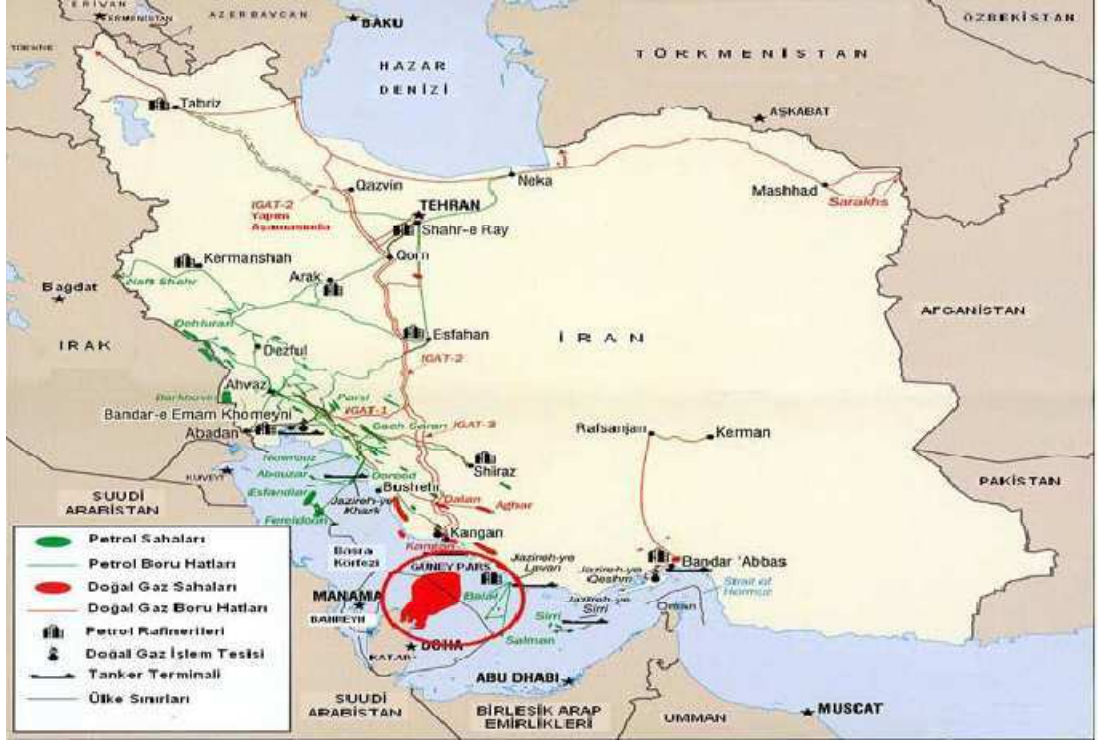 ERİVAN
ERMENİSTAN
AZERBAYCAN
BAKU
ÖZBEKİSTAN
HAZAR
DENİZİ
TÖRKMENİSTAN
AŞKABAT
Tabriz
Qazvin
Neka
Mashhad
Sarakhs
IGAT-2
Yapım
Aşamasında
TEHRAN
Shahr-e Ray
Qom
Kermanshah
Arak
Naft Shahr
Bagdat
AFGANİSTAN
Dehluran
Esfahan
İRAN
IRAK
Dezful
IGAT-2
Ahvaz
Parsi
IGAT-1
Bandar-e Emam Khomeyni
Gach Saran
IGAT-3
Abadan
Rafsanjan
Kerman
Nowrouz
Shiraz
KUVEYT
Abouzar
Dorood
PAKİSTAN
Esfandiar
Bushehr
SUUDİ
ARABİSTAN
Jazireh-ye
Khark
Dalan
Aghar
Fereidoon
Kangan
Kangan
Petrol Sahaları
Petrol Boru Hatları
Doğal Gaz Sahaları
Doğal Gaz Boru Hatları
Petrol Rafinerileri
Doğal Gaz İşlem Tesisi
Tanker Terminali
Ülke Sınırları
Basra
Körfezi
GÜNEY PARS
Jazireh-ye
Lavan
Jazireh-ye
Qeshm
Bandar 'Abbas
Strait of
Hormuz
MANAMA
BAHREYN
Balal
Jazireh-ye
Sirri
Sirri
Oman
Salman
DOHA
KATAR
ABU DHABI
SUUDİ
ARABİSTAN
BİRLEŞİK ARAP
EMİRLİKLERİ
UMMAN
MUSCAT